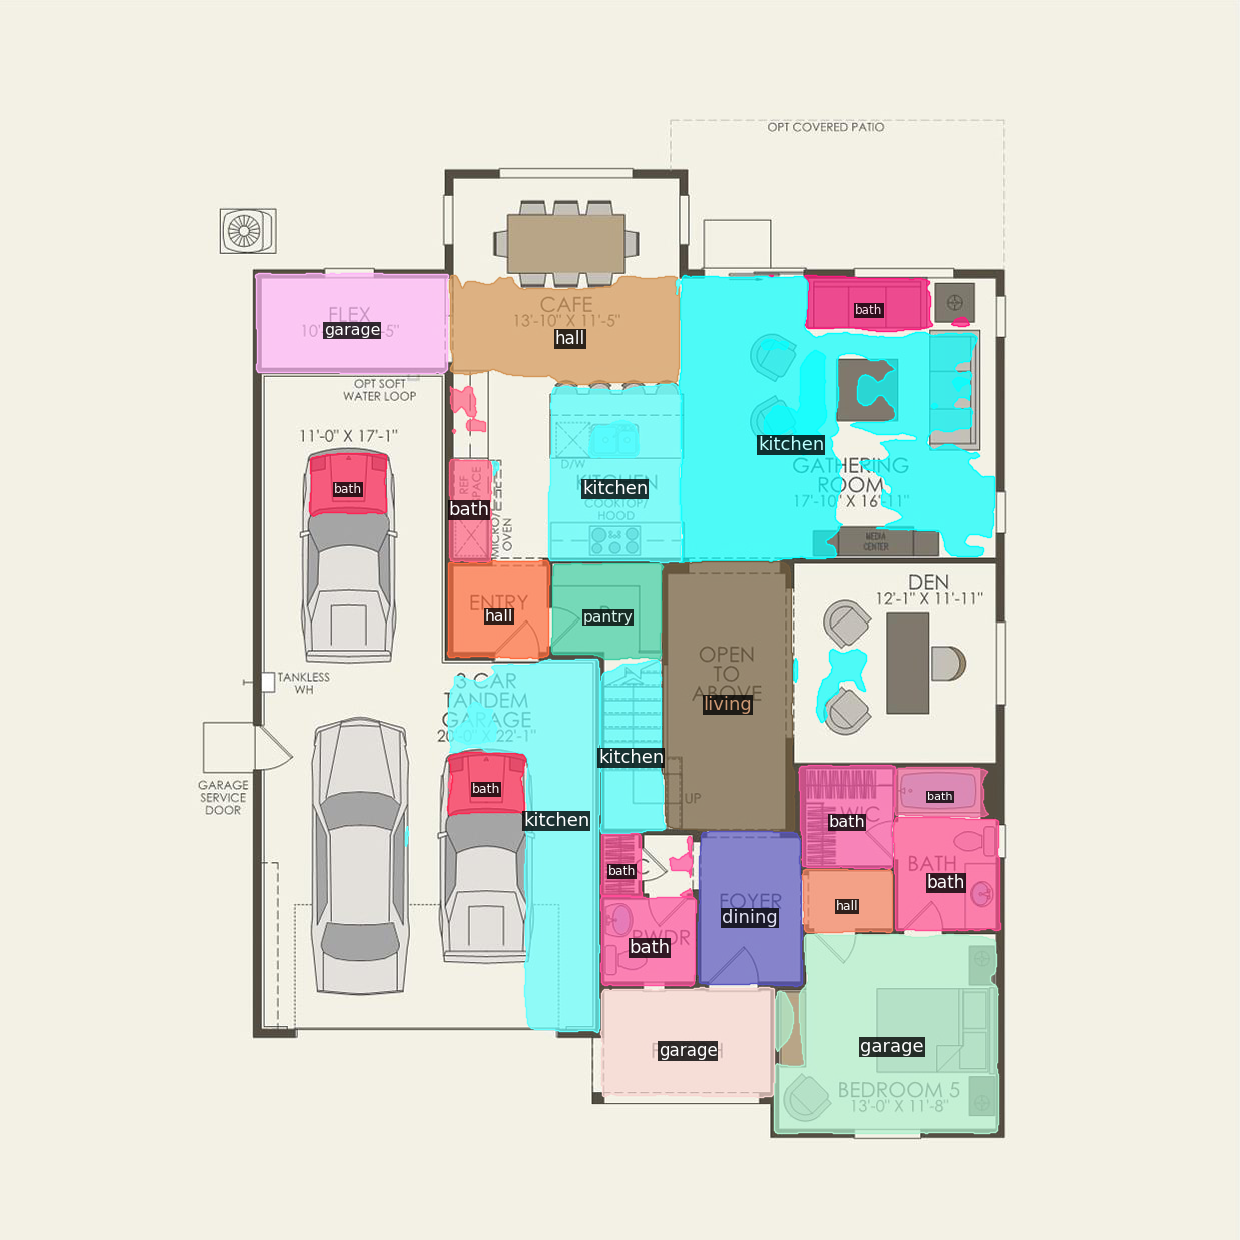 OPT COVERED PATIO
FLEX
garage
CAFE
13'-10" X 11'-5"
hall
bath
OPT SOFT
WATER LOOP
11'-0" X 17'-1"
bath
D/W
kitchen
COOKTOP/
HOOD
REF
SPACE
bath
MICRO/
OVEN
kitchen
GATHERING
ROOM
17'-10" X 16'-11"
MEDIA
CENTER
ENTRY
hall
pantry
OPEN
TO
ABOVE
living
DEN
12'-1" X 11'-11"
TANKLESS
WH
3 CAR
TANDEM
GARAGE
20'-0" X 22'-1"
kitchen
UP
GARAGE
SERVICE
DOOR
bath
kitchen
bath
WIC
bath
BATH
bath
bath
FOYER
dining
hall
PWDR
bath
garage
garage
BEDROOM 5
13'-0" X 11'-8"